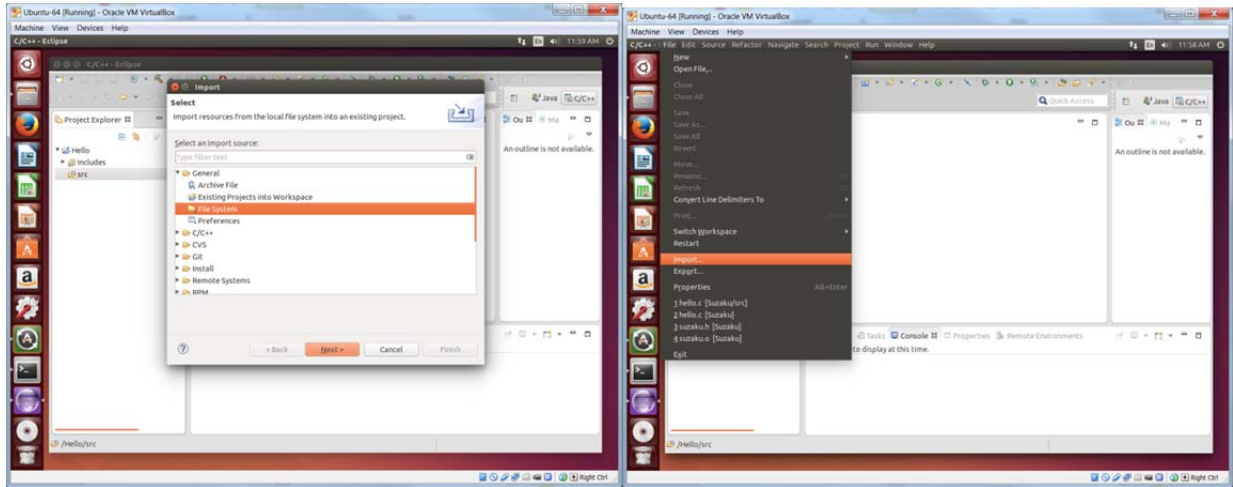 Ubuntu-64 [Running] - Oracle VM VirtualBox
Machine View Devices Help
C/C++ - Eclipse
En
11:59 AM
C/C++ - Eclipse
Java
C/C++
Project Explorer
Hello
Includes
src
Import
Select
Import resources from the local file system into an existing project.
Select an import source:
type filter text
General
Archive File
Existing Projects into Workspace
File System
Preferences
C/C++
CVS
Git
Install
Remote Systems
RPM
< Back
Next >
Cancel
Finish
Ou
Ma
An outline is not available.
/Hello/src
Right Ctrl
Ubuntu-64 [Running] - Oracle VM VirtualBox
Machine View Devices Help
C/C++ -
File Edit Source Refactor Navigate Search Project Run Window Help
En
11:58 AM
New
Open File...
Close
Close All
Save
Save As...
Save All
Revert
Move...
Rename...
Refresh
Convert Line Delimiters To
Print...
Switch Workspace
Restart
Import...
Export...
Properties Alt+Enter
1 hello.c [Suzaku/src]
2 hello.c [Suzaku]
3 suzaku.h [Suzaku]
4 suzaku.o [Suzaku]
Exit
Quick Access
Java
C/C++
Ou
Ma
An outline is not available.
Tasks
Console
Properties
Remote Environments
to display at this time.
/Hello/src
Right Ctrl